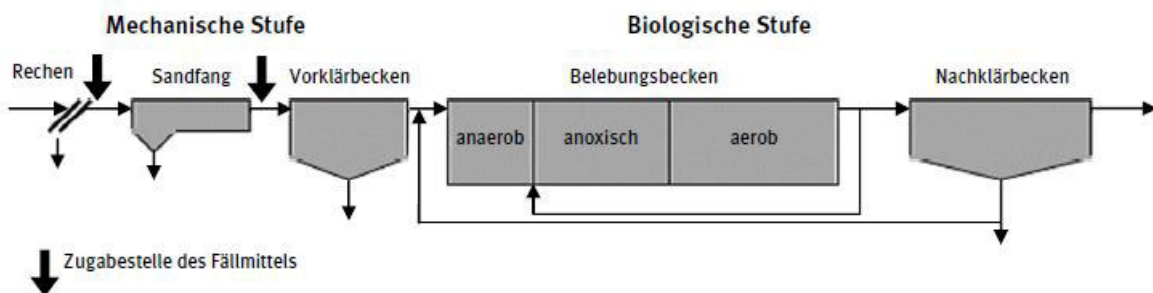 Mechanische Stufe
Biologische Stufe
Rechen
Sandfang
Vorklärbecken
Belebungsbecken
Nachklärbecken
anaerob
anoxisch
aerob
Zugabestelle des Fällmittels